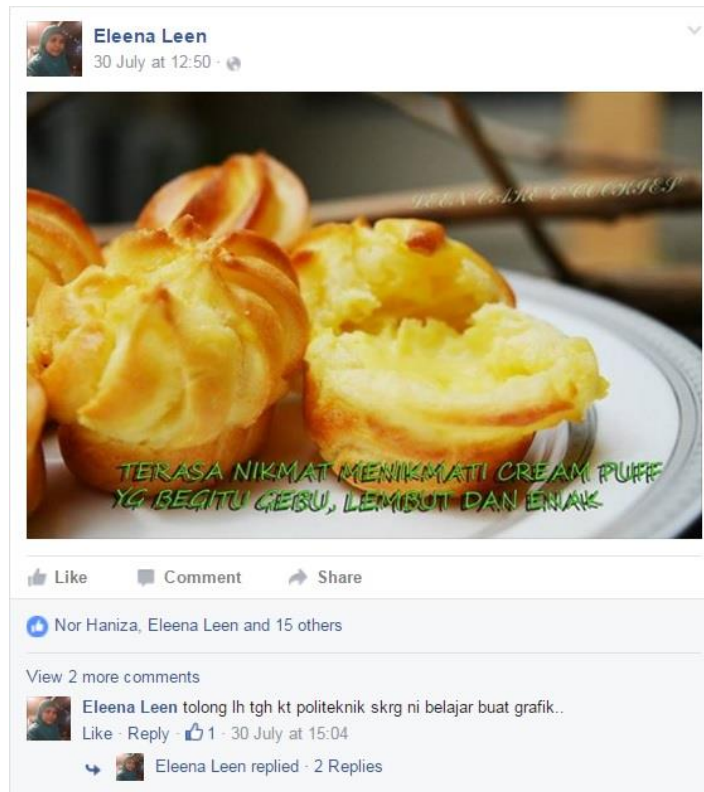 Eleena Leen
30 July at 12:50
LEEN CAKE & COOKIES
TERASA NIKMAT MENIKMATI CREAM PUFF
YG BEGITU GEBU, LEMBUT DAN ENAK
Like Comment Share
Nor Haniza, Eleena Leen and 15 others
View 2 more comments
Eleena Leen tolong lh tgh kt politeknik skrg ni belajar buat grafik..
Like · Reply · 1 · 30 July at 15:04
Eleena Leen replied · 2 Replies